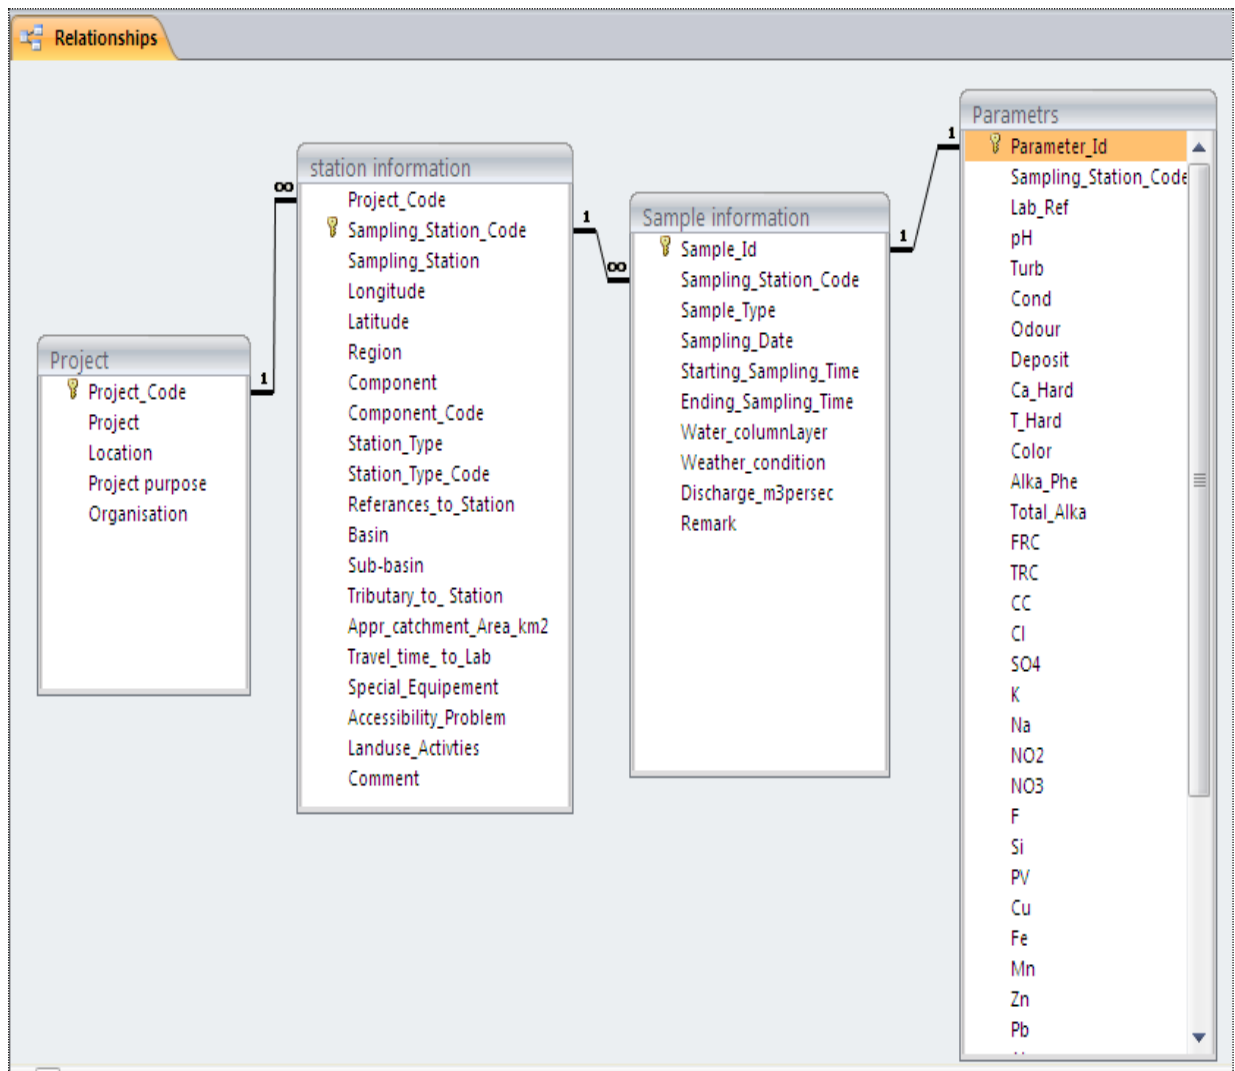 Relationships
Project
Project_Code
Project
Location
Project purpose
Organisation
1
∞
station information
Project_Code
Sampling_Station_Code
Sampling_Station
Longitude
Latitude
Region
Component
Component_Code
Station_Type
Station_Type_Code
Referances_to_Station
Basin
Sub-basin
Tributary_to_ Station
Appr_catchment_Area_km2
Travel_time_ to_Lab
Special_Equipement
Accessibility_Problem
Landuse_Activties
Comment
1
∞
Sample information
Sample_Id
Sampling_Station_Code
Sample_Type
Sampling_Date
Starting_Sampling_Time
Ending_Sampling_Time
Water_columnLayer
Weather_condition
Discharge_m3persec
Remark
1
1
Parametrs
Parameter_Id
Sampling_Station_Code
Lab_Ref
pH
Turb
Cond
Odour
Deposit
Ca_Hard
T_Hard
Color
Alka_Phe
Total_Alka
FRC
TRC
CC
Cl
SO4
K
Na
NO2
NO3
F
Si
PV
Cu
Fe
Mn
Zn
Pb